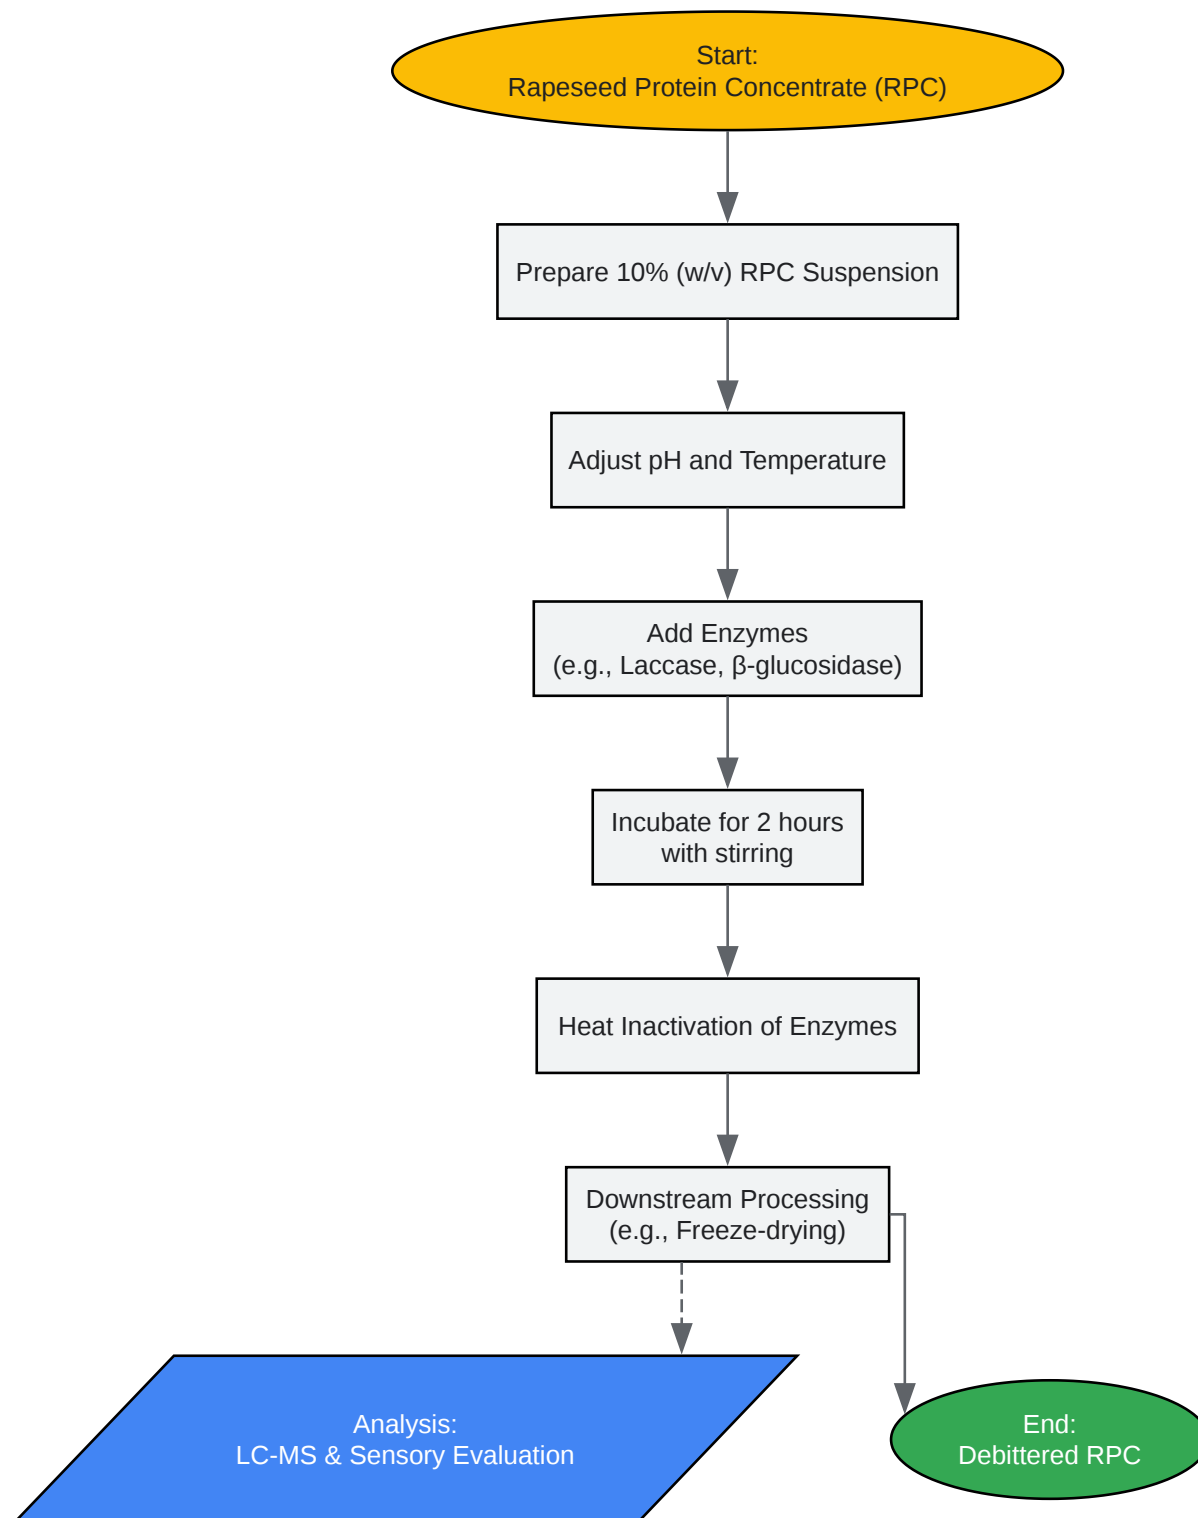 Start:
Rapeseed Protein Concentrate (RPC)
Prepare 10% (w/v) RPC Suspension
Adjust pH and Temperature
Add Enzymes
(e.g., Laccase, β-glucosidase)
Incubate for 2 hours
with stirring
Heat Inactivation of Enzymes
Downstream Processing
(e.g., Freeze-drying)
Analysis:
LC-MS & Sensory Evaluation
End:
Debittered RPC